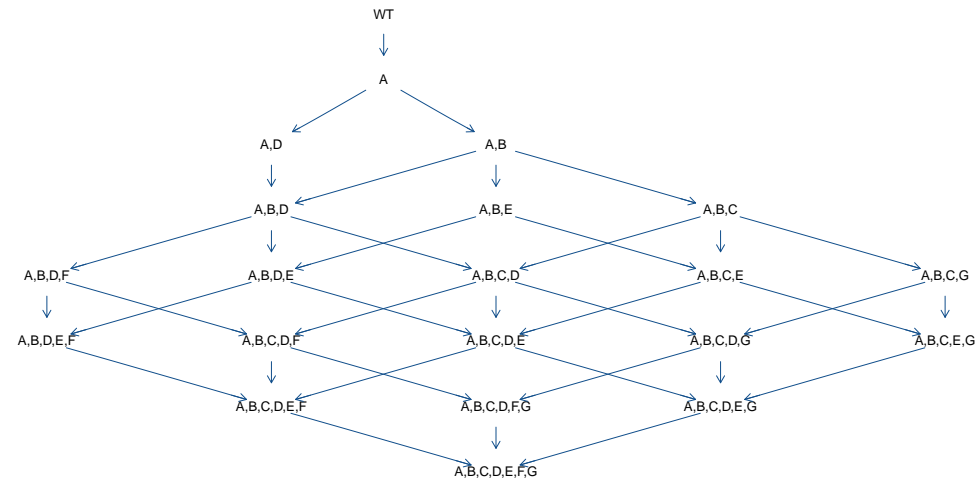 WT
A
A,D
A,B
A,B,D
A,B,E
A,B,C
A,B,D,F
A,B,D,E
A,B,C,D
A,B,C,E
A,B,C,G
A,B,D,E,F
A,B,C,D,F
A,B,C,D,E
A,B,C,D,G
A,B,C,E,G
A,B,C,D,E,F
A,B,C,D,F,G
A,B,C,D,E,G
A,B,C,D,E,F,G